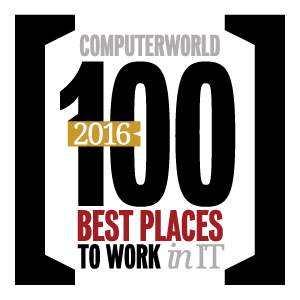 COMPUTERWORLD
100
2016
BEST PLACES
TO WORK in IT